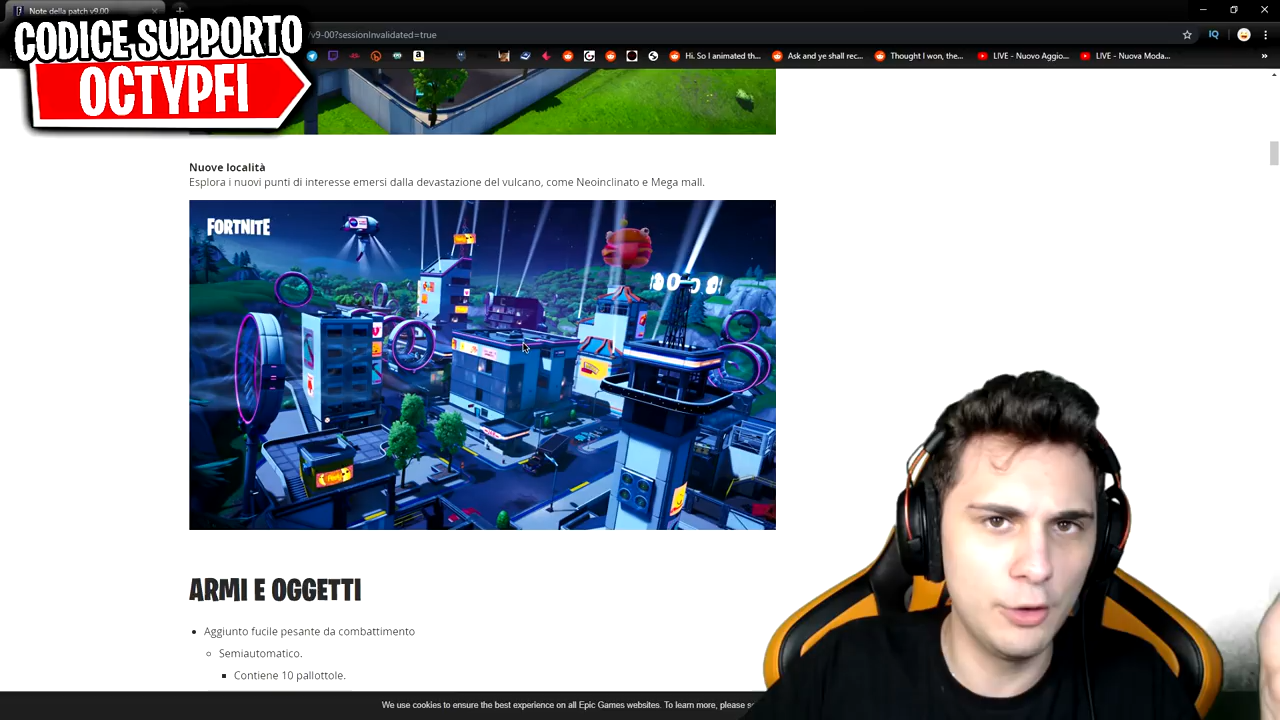 Note della patch v9.00
CODICE SUPPORTO
OCTYPFI
/v9-00?sessionInvalidated=true
IQ
Hi, So I animated th...
Ask and ye shall rec...
Thought I won, the...
LIVE - Nuovo Aggio...
LIVE - Nuova Moda...
Nuove località
Esplora i nuovi punti di interesse emersi dalla devastazione del vulcano, come Neoinclinato e Mega mall.
FORTNITE
ARMI E OGGETTI
Aggiunto fucile pesante da combattimento
Semiautomatico.
Contiene 10 pallottole.
We use cookies to ensure the best experience on all Epic Games websites. To learn more, please